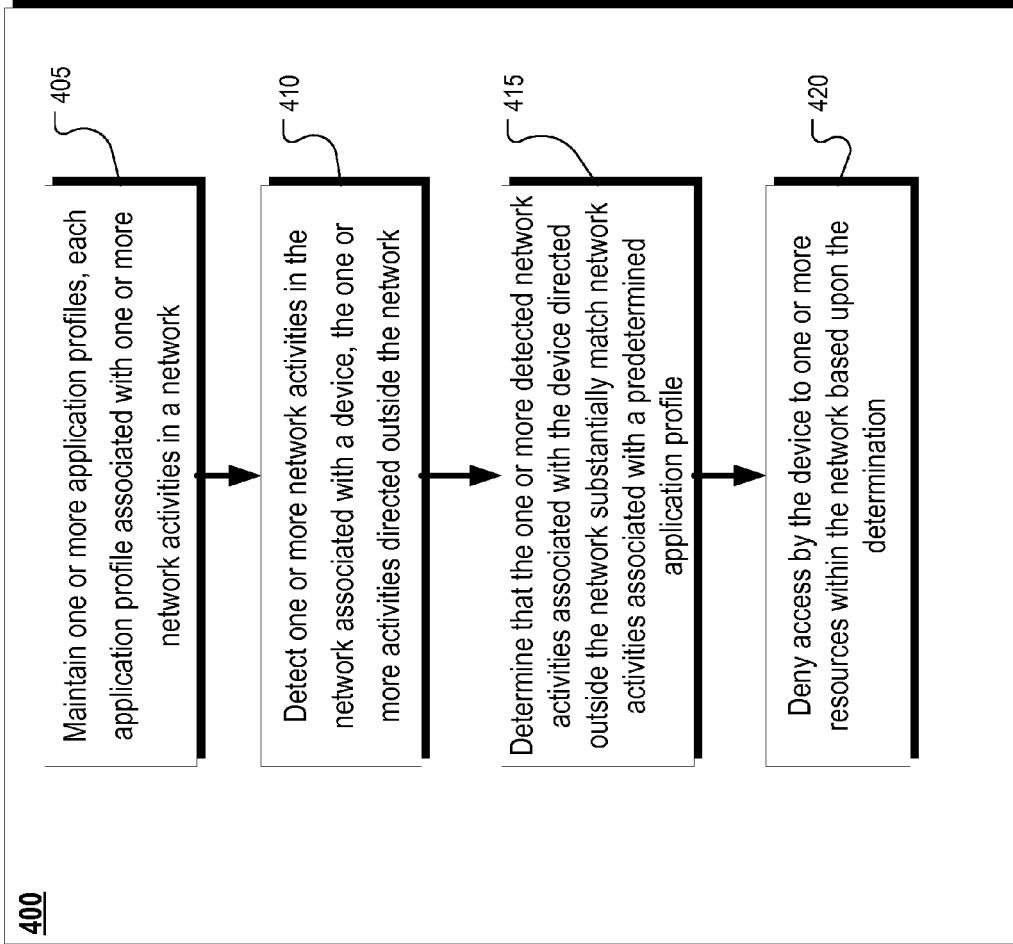 400
Maintain one or more application profiles, each
application profile associated with one or more
network activities in a network
405
Detect one or more network activities in the
network associated with a device, the one or
more activities directed outside the network
410
Determine that the one or more detected network
activities associated with the device directed
outside the network substantially match network
activities associated with a predetermined
application profile
415
Deny access by the device to one or more
resources within the network based upon the
determination
420